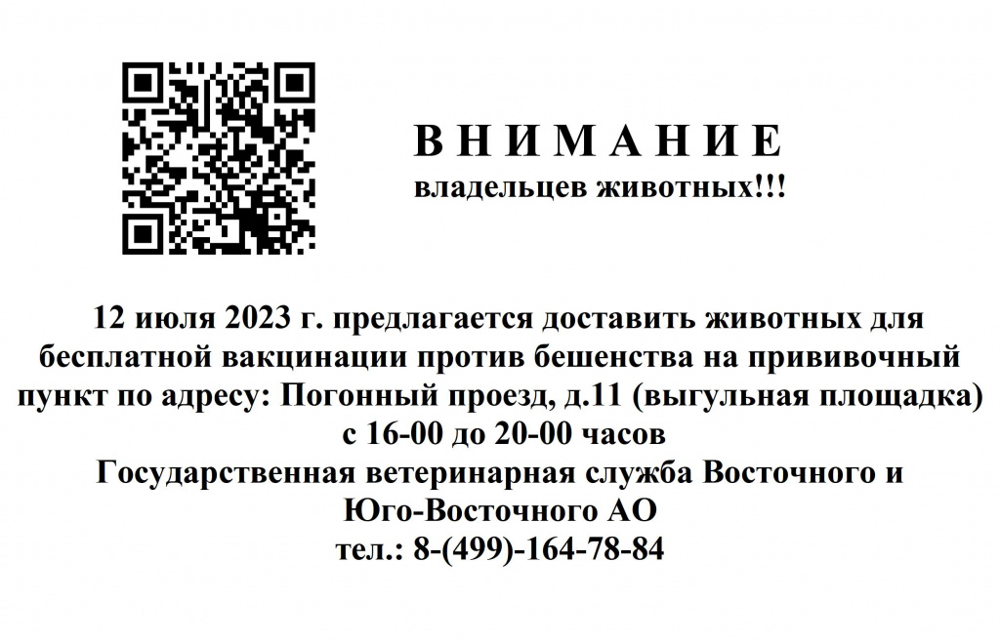 В Н И М А Н И Е
владельцев животных!!!
12 июля 2023 г. предлагается доставить животных для
бесплатной вакцинации против бешенства на прививочный
пункт по адресу: Погонный проезд, д.11 (выгульная площадка)
с 16-00 до 20-00 часов
Государственная ветеринарная служба Восточного и
Юго-Восточного АО
тел.: 8-(499)-164-78-84